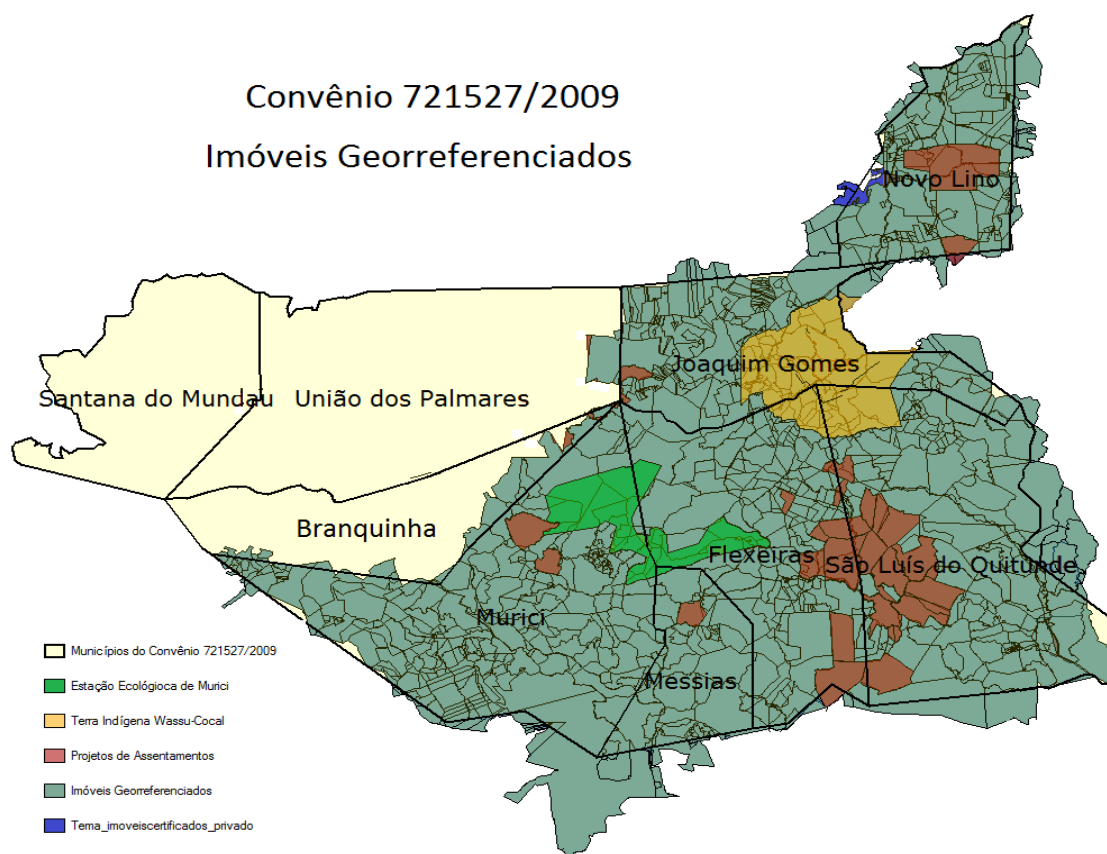 Convênio 721527/2009
Imóveis Georreferenciados
Novo Lino
Joaquim Gomes
Santana do Mundaú
União dos Palmares
Branquinha
Flexeiras
São Luís do Quitunde
Murici
Messias
Municípios do Convênio 721527/2009
Estação Ecológioca de Murici
Terra Indígena Wassu-Cocal
Projetos de Assentamentos
Imóveis Georreferenciados
Tema_imoveiscertificados_privado